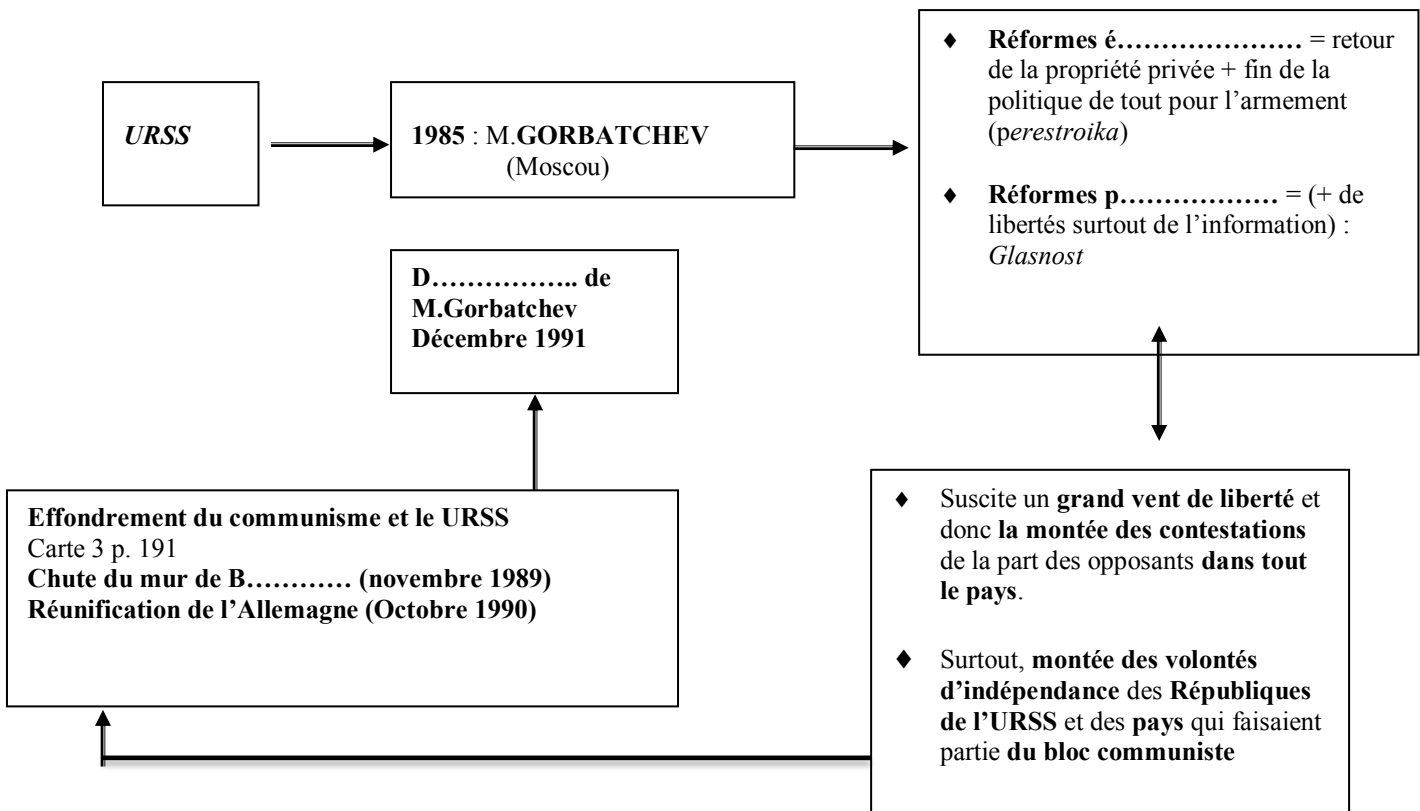 URSS
1985 : M.GORBATCHEV
(Moscou)
♦ Réformes é………………… = retour
de la propriété privée + fin de la
politique de tout pour l’armement
(perestroika)
♦ Réformes p……………… = (+ de
libertés surtout de l’information) :
Glasnost
D…………….. de
M.Gorbatchev
Décembre 1991
Effondrement du communisme et le URSS
Carte 3 p. 191
Chute du mur de B………… (novembre 1989)
Réunification de l’Allemagne (Octobre 1990)
♦ Suscite un grand vent de liberté et
donc la montée des contestations
de la part des opposants dans tout
le pays.
♦ Surtout, montée des volontés
d’indépendance des Républiques
de l’URSS et des pays qui faisaient
partie du bloc communiste